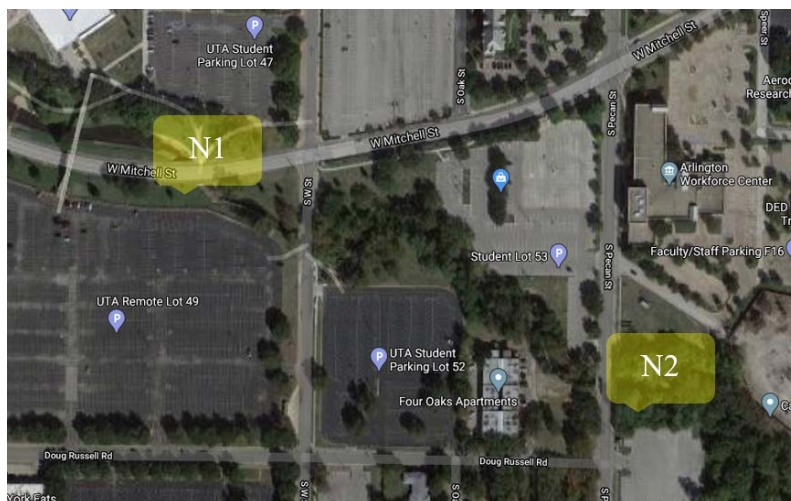 UTA Student
Parking Lot 47
S Oak St
W Mitchell St
Speer St
S Pecan St
W Mitchell St
N1
W Mitchell St
S W St
Arlington
Workforce Center
Student Lot 53
S Pecan St
Faculty/Staff Parking F16
UTA Remote Lot 49
UTA Student
Parking Lot 52
N2
Four Oaks Apartments
Doug Russell Rd
Doug Russell Rd
York Eats